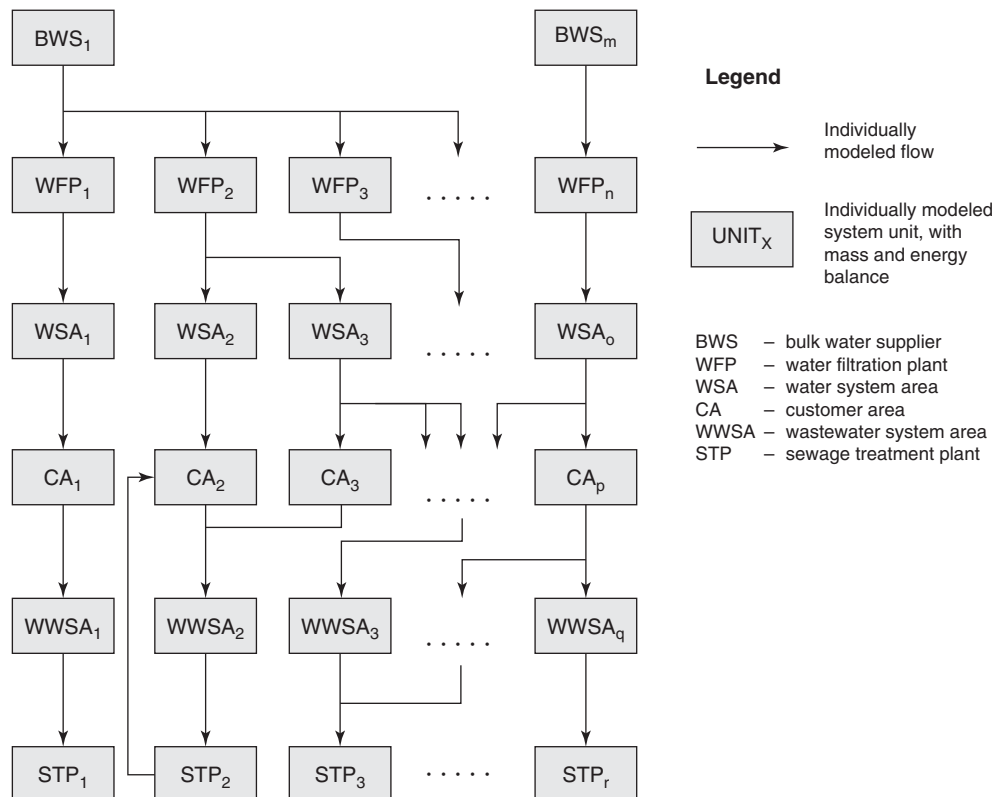 BWS₁
BWSₘ
WFP₁
WFP₂
WFP₃
. . . . .
WFPₙ
WSA₁
WSA₂
WSA₃
. . . . .
WSAₒ
CA₁
CA₂
CA₃
. . . . .
CAₚ
WWSA₁
WWSA₂
WWSA₃
. . . . .
WWSA_q
STP₁
STP₂
STP₃
. . . . .
STPᵣ
Legend
Individually
modeled flow
UNITₓ
Individually modeled
system unit, with
mass and energy
balance
BWS – bulk water supplier
WFP – water filtration plant
WSA – water system area
CA – customer area
WWSA – wastewater system area
STP – sewage treatment plant